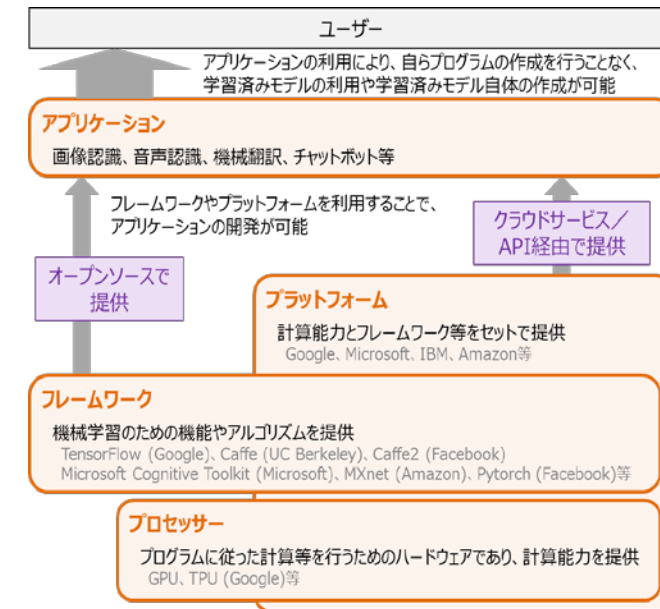 ユーザー
アプリケーションの利用により、自らプログラムの作成を行うことなく、
学習済みモデルの利用や学習済みモデル自体の作成が可能
アプリケーション
画像認識、音声認識、機械翻訳、チャットボット等
フレームワークやプラットフォームを利用することで、
アプリケーションの開発が可能
クラウドサービス／
API経由で提供
オープンソースで
提供
プラットフォーム
計算能力とフレームワーク等をセットで提供
Google、Microsoft、IBM、Amazon等
フレームワーク
機械学習のための機能やアルゴリズムを提供
TensorFlow (Google)、Caffe (UC Berkeley)、Caffe2 (Facebook)
Microsoft Cognitive Toolkit (Microsoft)、MXnet (Amazon)、Pytorch (Facebook)等
プロセッサー
プログラムに従った計算等を行うためのハードウェアであり、計算能力を提供
GPU、TPU (Google)等